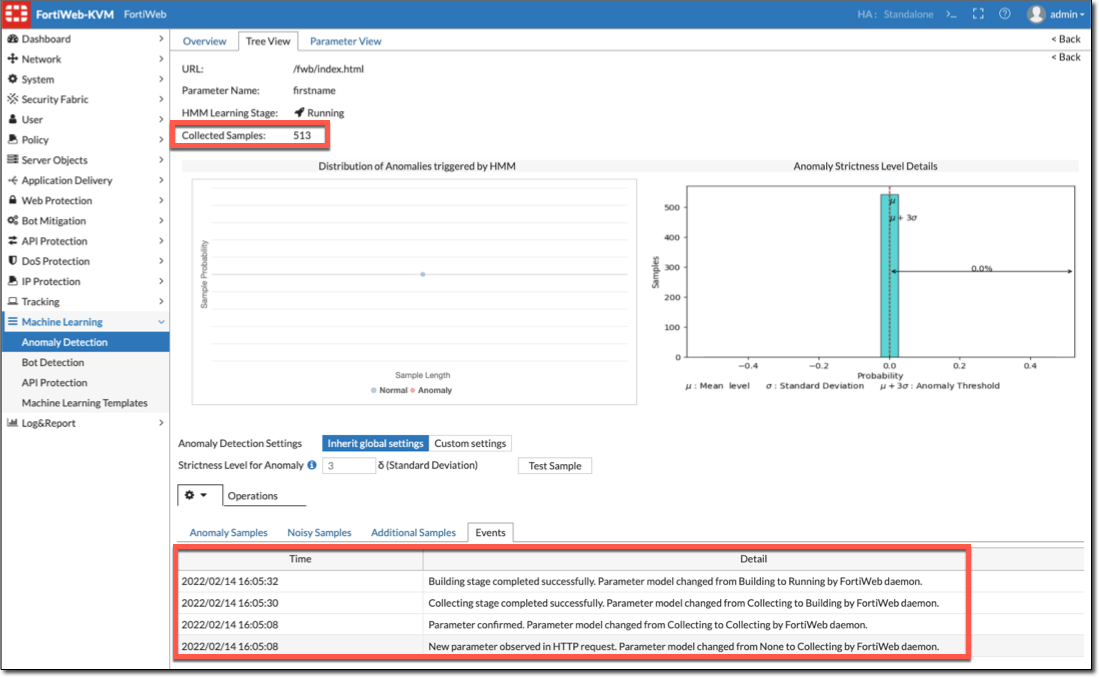 FortiWeb-KVM FortiWeb HA: Standalone >_ admin
Dashboard
Network
System
Security Fabric
User
Policy
Server Objects
Application Delivery
Web Protection
Bot Mitigation
API Protection
DoS Protection
IP Protection
Tracking
Machine Learning
Anomaly Detection
Bot Detection
API Protection
Machine Learning Templates
Log&Report
Overview Tree View Parameter View < Back
< Back
URL: /fwb/index.html
Parameter Name: firstname
HMM Learning Stage: Running
Collected Samples: 513
Distribution of Anomalies triggered by HMM
Sample Probability
Sample Length
Normal Anomaly
Anomaly Strictness Level Details
500
400
300
200
100
0
Samples
μ
μ + 3σ
0.0%
−0.4 −0.2 0.0 0.2 0.4
Probability
μ : Mean level σ : Standard Deviation μ + 3σ : Anomaly Threshold
Anomaly Detection Settings Inherit global settings Custom settings
Strictness Level for Anomaly 3 δ (Standard Deviation) Test Sample
Operations
Anomaly Samples Noisy Samples Additional Samples Events
Time Detail
2022/02/14 16:05:32 Building stage completed successfully. Parameter model changed from Building to Running by FortiWeb daemon.
2022/02/14 16:05:30 Collecting stage completed successfully. Parameter model changed from Collecting to Building by FortiWeb daemon.
2022/02/14 16:05:08 Parameter confirmed. Parameter model changed from Collecting to Collecting by FortiWeb daemon.
2022/02/14 16:05:08 New parameter observed in HTTP request. Parameter model changed from None to Collecting by FortiWeb daemon.